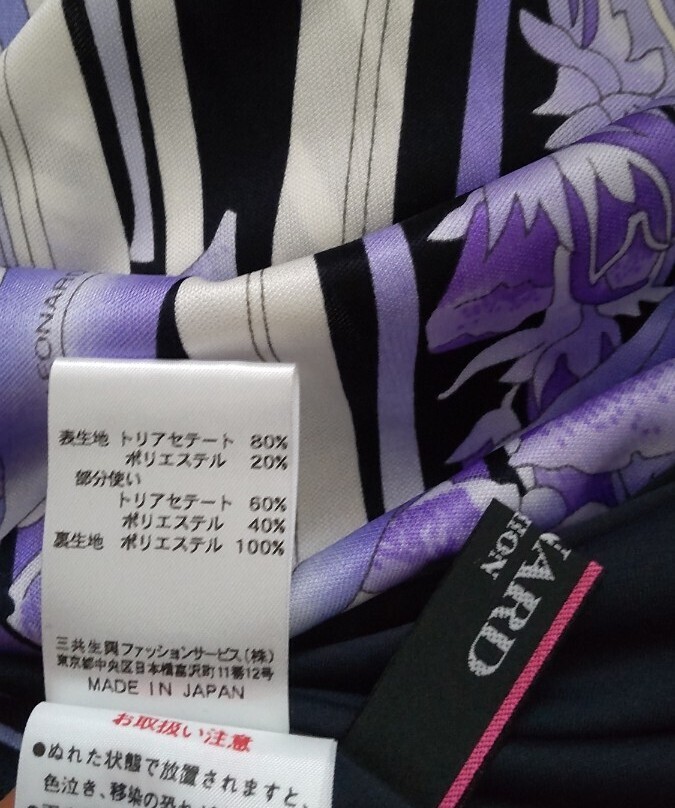 EONARD
表生地 トリアセテート 80%
ポリエステル 20%
部分使い
トリアセテート 60%
ポリエステル 40%
裏生地 ポリエステル 100%
三共生興ファッションサービス(株)
東京都中央区日本橋富沢町11番12号
MADE IN JAPAN
お取扱い注意
●ぬれた状態で放置されますと、
色泣き、移染の恐れ
NARD
HION